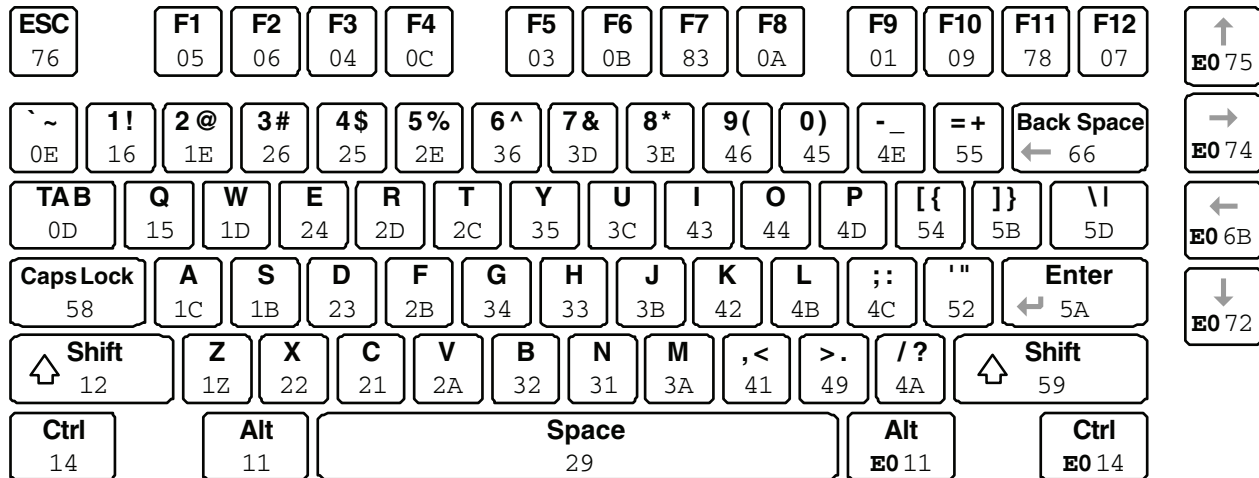 ESC F1 F2 F3 F4 F5 F6 F7 F8 F9 F10 F11 F12 ↑
76 05 06 04 0C 03 0B 83 0A 01 09 78 07 E0 75
` ~ 1 ! 2 @ 3 # 4 $ 5 % 6 ^ 7 & 8 * 9 ( 0 ) - _ = + Back Space →
0E 16 1E 26 25 2E 36 3D 3E 46 45 4E 55 ← 66 E0 74
TAB Q W E R T Y U I O P [ { ] } \ | ←
0D 15 1D 24 2D 2C 35 3C 43 44 4D 54 5B 5D E0 6B
Caps Lock A S D F G H J K L ; : ' " Enter ↓
58 1C 1B 23 2B 34 33 3B 42 4B 4C 52 ↵ 5A E0 72
Shift Z X C V B N M , < > . / ? Shift
12 1Z 22 21 2A 32 31 3A 41 49 4A 59
Ctrl Alt Space Alt Ctrl
14 11 29 E0 11 E0 14